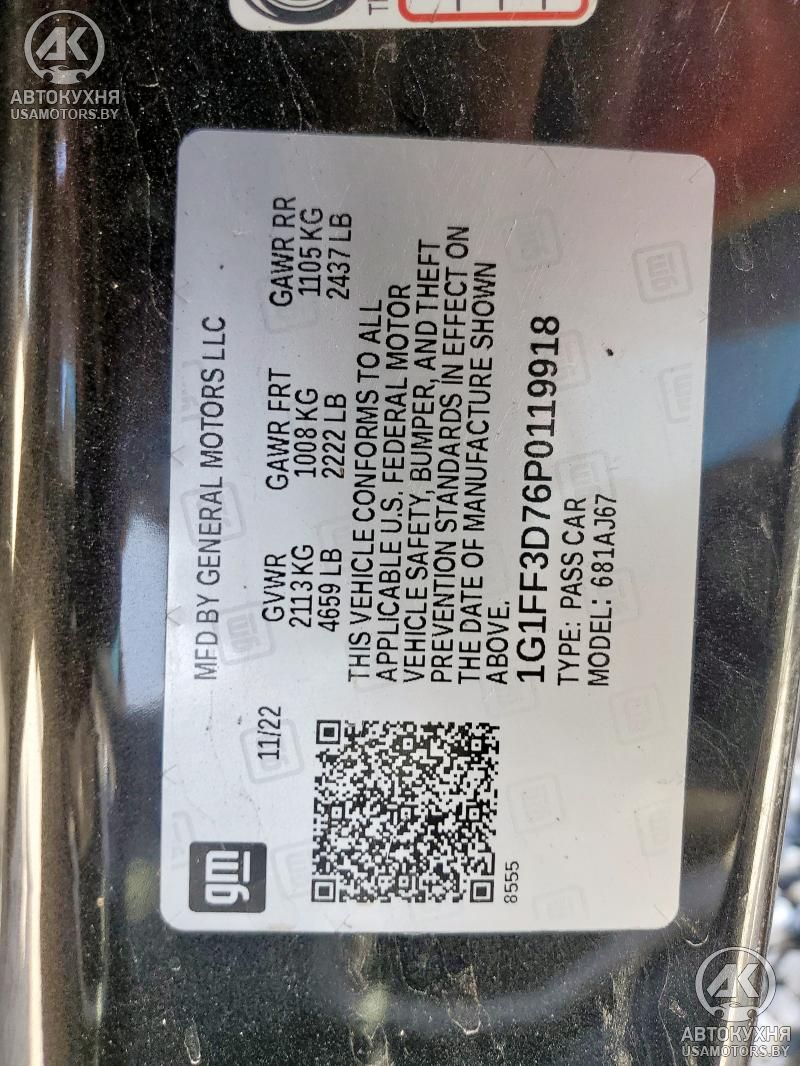 АВТОКУХНЯ
USAMOTORS.BY
gm
11/22
MFD BY GENERAL MOTORS LLC
GVWR GAWR FRT GAWR RR
2113 KG 1008 KG 1105 KG
4659 LB 2222 LB 2437 LB
THIS VEHICLE CONFORMS TO ALL
APPLICABLE U.S. FEDERAL MOTOR
VEHICLE SAFETY, BUMPER, AND THEFT
PREVENTION STANDARDS IN EFFECT ON
THE DATE OF MANUFACTURE SHOWN
ABOVE.
1G1FF3D76P0119918
TYPE: PASS CAR
MODEL: 681AJ67
8555
АВТОКУХНЯ
USAMOTORS.BY